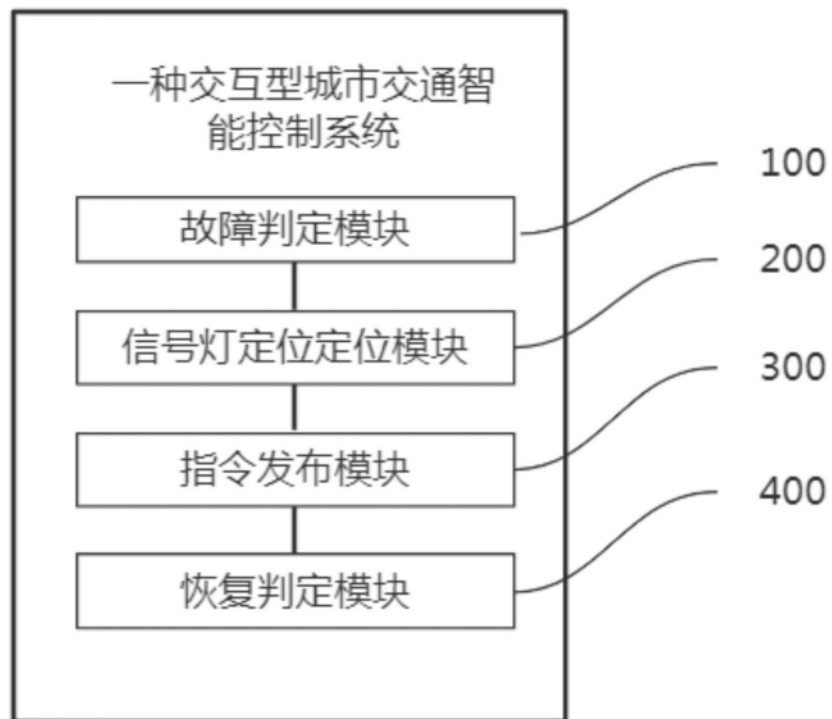 一种交互型城市交通智
能控制系统
100
故障判定模块
200
信号灯定位定位模块
300
指令发布模块
400
恢复判定模块